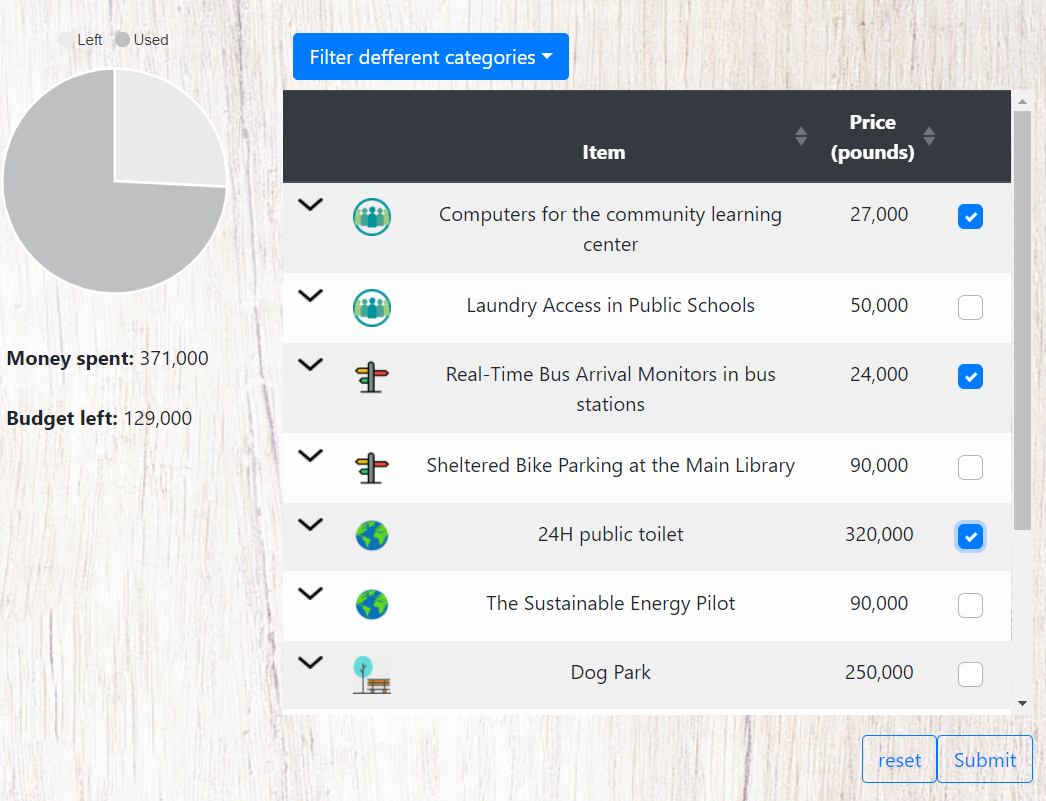 Left Used
Filter defferent categories
Item
Price
(pounds)
Computers for the community learning
center
27,000
Laundry Access in Public Schools
50,000
Real-Time Bus Arrival Monitors in bus
stations
24,000
Sheltered Bike Parking at the Main Library
90,000
24H public toilet
320,000
The Sustainable Energy Pilot
90,000
Dog Park
250,000
Money spent: 371,000
Budget left: 129,000
reset
Submit